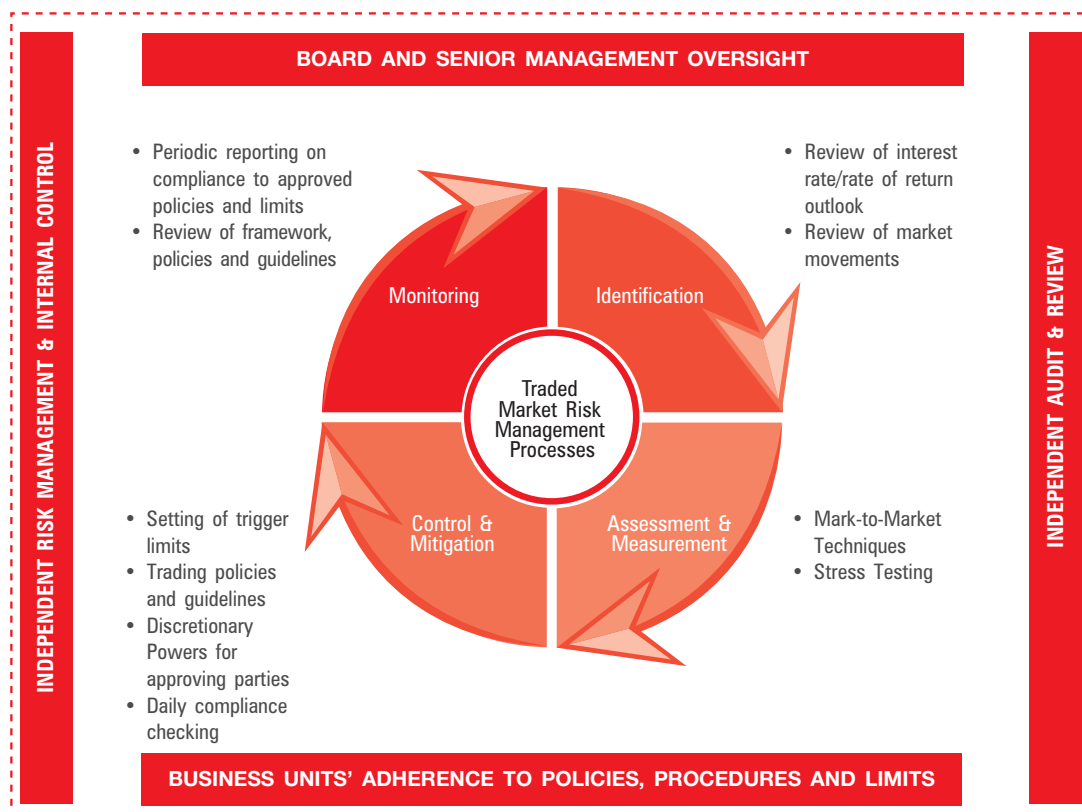 BOARD AND SENIOR MANAGEMENT OVERSIGHT
INDEPENDENT RISK MANAGEMENT & INTERNAL CONTROL
• Periodic reporting on
compliance to approved
policies and limits
• Review of framework,
policies and guidelines
• Review of interest
rate/rate of return
outlook
• Review of market
movements
Monitoring
Identification
Traded
Market Risk
Management
Processes
Control &
Mitigation
Assessment &
Measurement
• Setting of trigger
limits
• Trading policies
and guidelines
• Discretionary
Powers for
approving parties
• Daily compliance
checking
• Mark-to-Market
Techniques
• Stress Testing
INDEPENDENT AUDIT & REVIEW
BUSINESS UNITS’ ADHERENCE TO POLICIES, PROCEDURES AND LIMITS